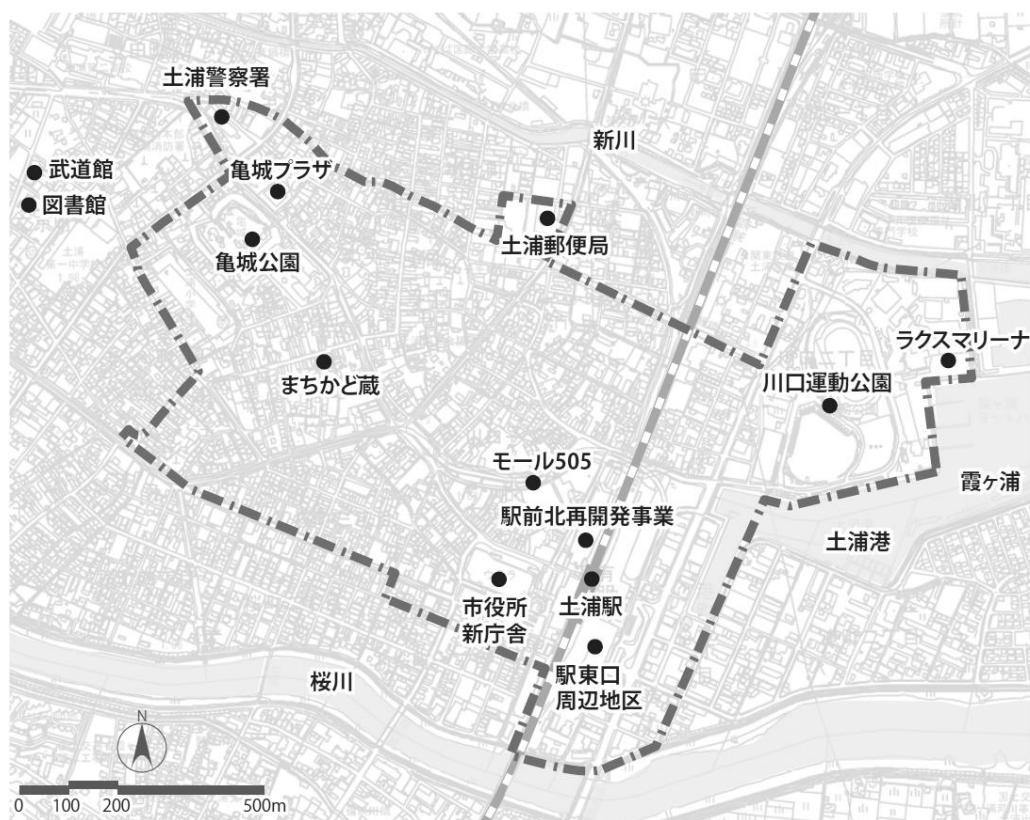 土浦警察署
新川
武道館
亀城プラザ
図書館
土浦郵便局
亀城公園
ラクスマリーナ
まちかど蔵
川口運動公園
モール505
霞ヶ浦
駅前北再開発事業
土浦港
市役所
新庁舎
土浦駅
桜川
駅東口
周辺地区
N
0 100 200 500m